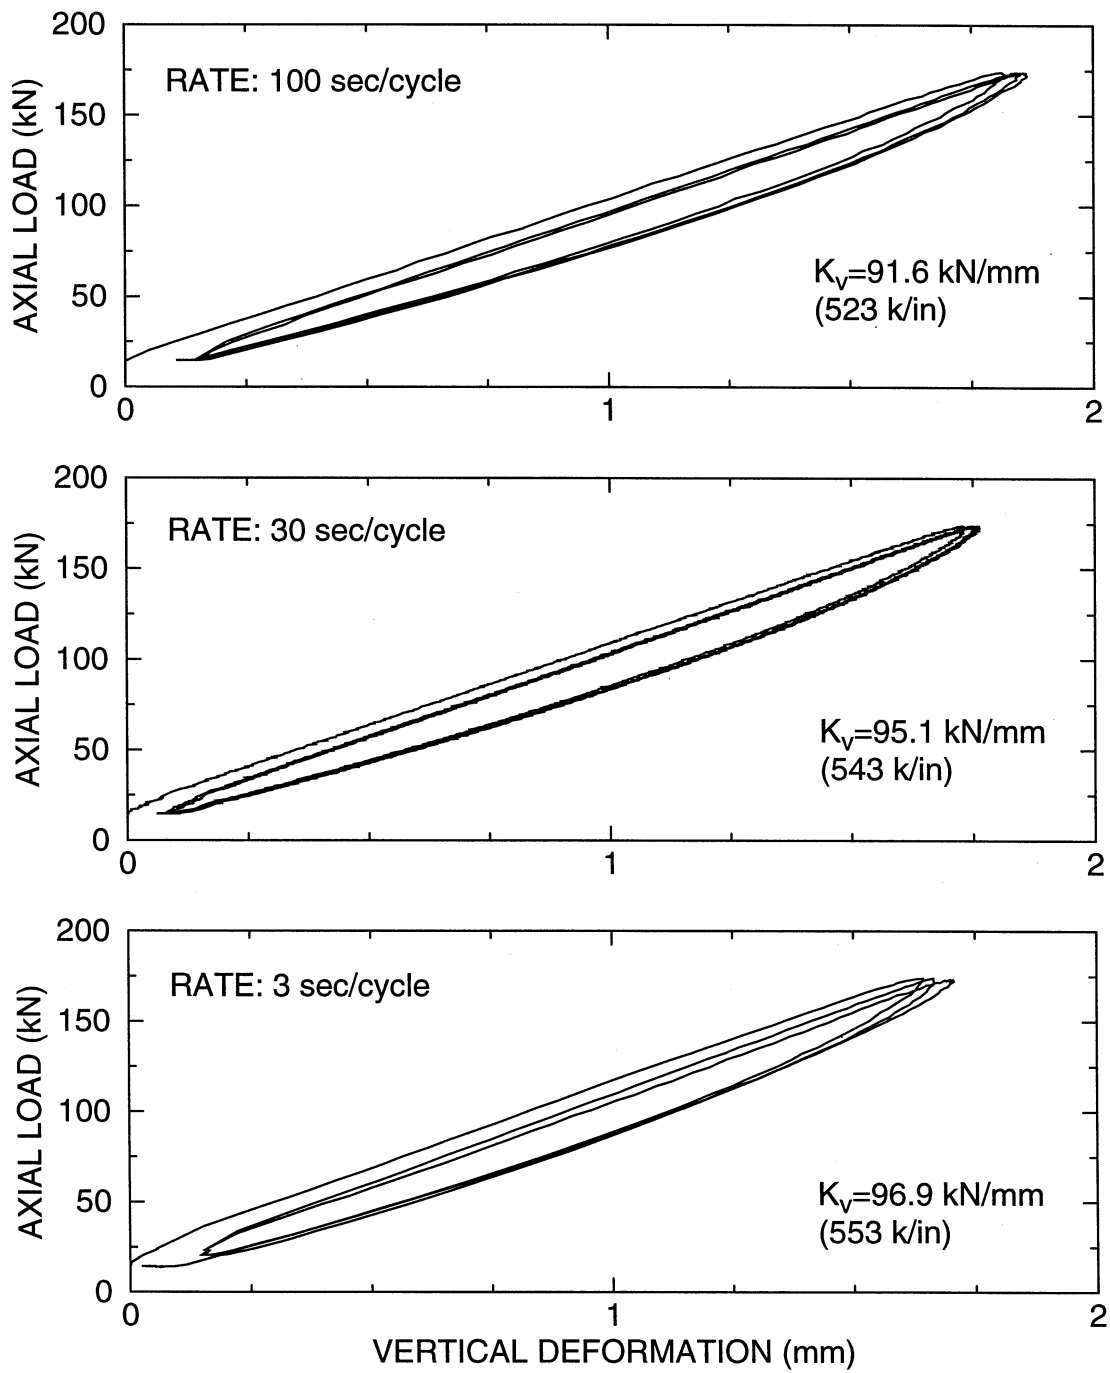 200
RATE: 100 sec/cycle
150
AXIAL LOAD (kN)
100
Kv=91.6 kN/mm
50
(523 k/in)
0
0 1 2
200
RATE: 30 sec/cycle
150
AXIAL LOAD (kN)
100
Kv=95.1 kN/mm
50
(543 k/in)
0
0 1 2
200
RATE: 3 sec/cycle
150
AXIAL LOAD (kN)
100
Kv=96.9 kN/mm
50
(553 k/in)
0
0 1 2
VERTICAL DEFORMATION (mm)